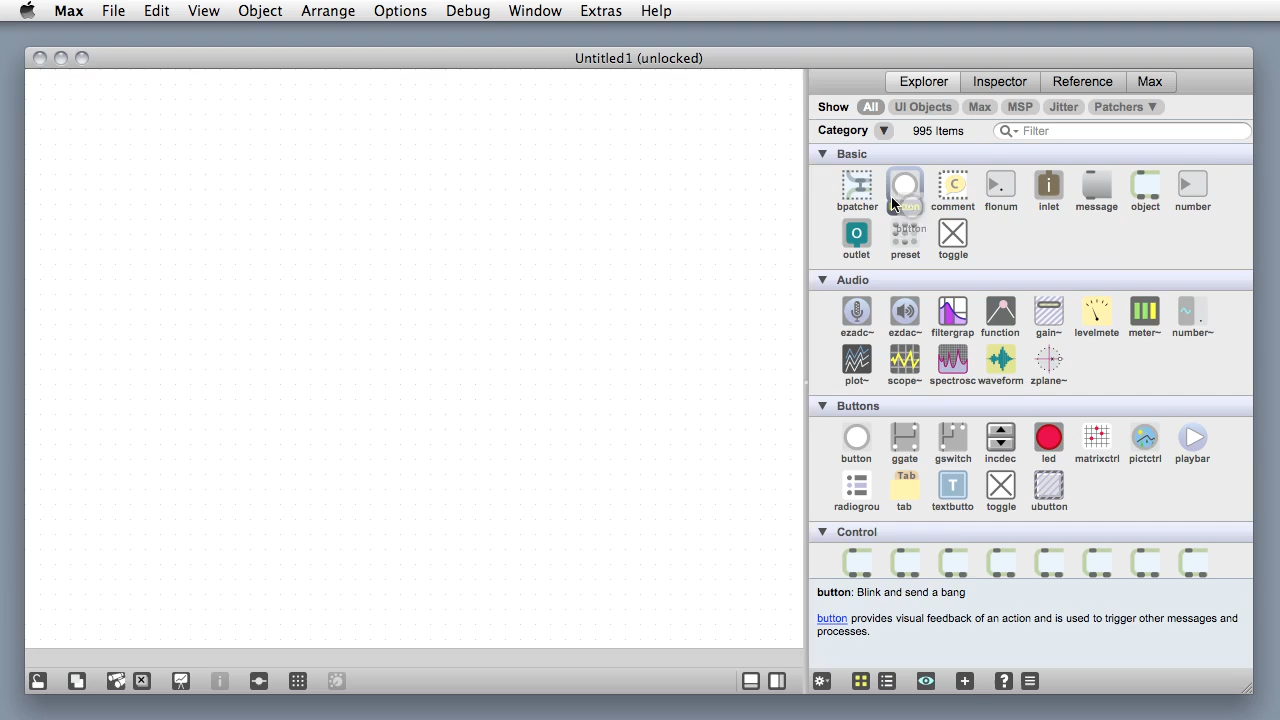 Max File Edit View Object Arrange Options Debug Window Extras Help
Untitled1 (unlocked)
Explorer Inspector Reference Max
Show All UI Objects Max MSP Jitter Patchers ▼
Category ▼ 995 Items Filter
Basic
bpatcher button comment flonum inlet message object number
button
outlet preset toggle
Audio
ezadc~ ezdac~ filtergrap function gain~ levelmete meter~ number~
plot~ scope~ spectrosc waveform zplane~
Buttons
button ggate gswitch incdec led matrixctrl pictctrl playbar
Tab
radiogrou tab textbutto toggle ubutton
Control
button: Blink and send a bang
button provides visual feedback of an action and is used to trigger other messages and
processes.